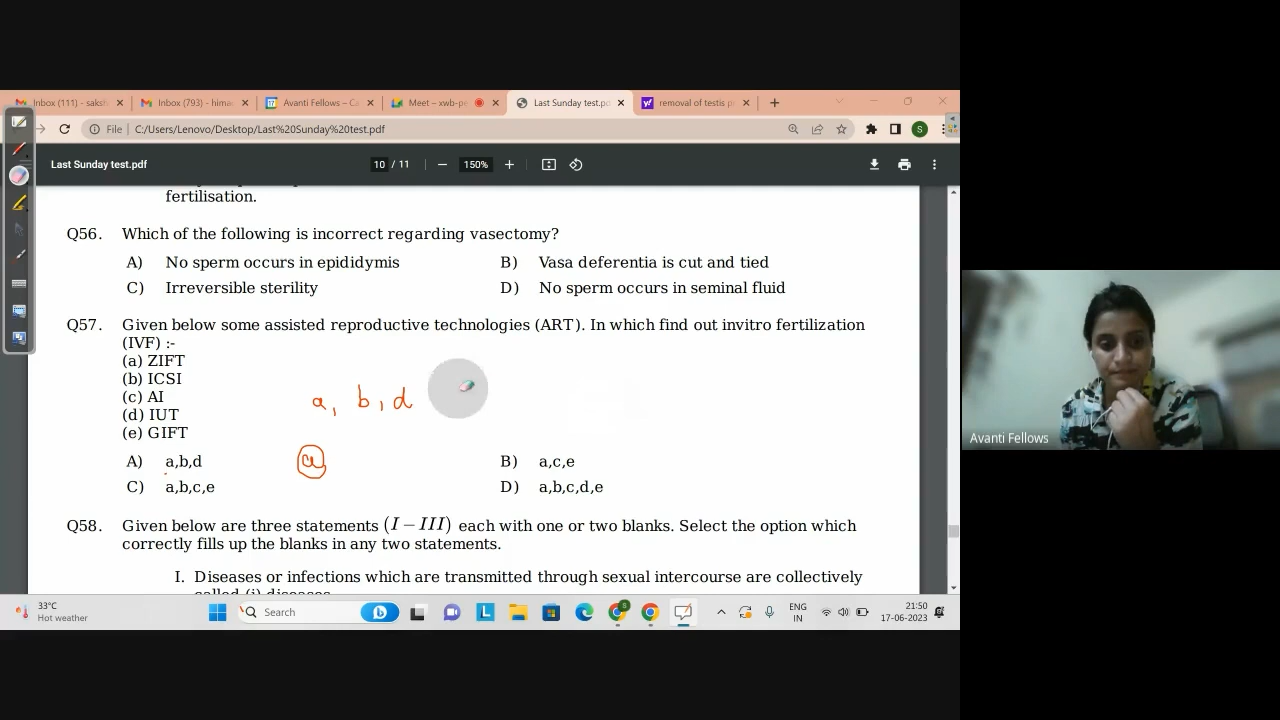 Inbox (111) - saksh
Inbox (793) - hima
Avanti Fellows – Ca
Meet – xwb-p
Last Sunday test.pd
removal of testis p
File
C:/Users/Lenovo/Desktop/Last%20Sunday%20test.pdf
S
Last Sunday test.pdf
10 / 11
150%
fertilisation.
Q56. Which of the following is incorrect regarding vasectomy?
A) No sperm occurs in epididymis B) Vasa deferentia is cut and tied
C) Irreversible sterility D) No sperm occurs in seminal fluid
Q57. Given below some assisted reproductive technologies (ART). In which find out invitro fertilization
(IVF) :-
(a) ZIFT
(b) ICSI
(c) AI
(d) IUT
(e) GIFT
a, b, d
A) a,b,d a B) a,c,e
C) a,b,c,e D) a,b,c,d,e
Q58. Given below are three statements (I – III) each with one or two blanks. Select the option which
correctly fills up the blanks in any two statements.
I. Diseases or infections which are transmitted through sexual intercourse are collectively
called (i) diseases
Avanti Fellows
33°C
Hot weather
Search
ENG
IN
21:50
17-06-2023